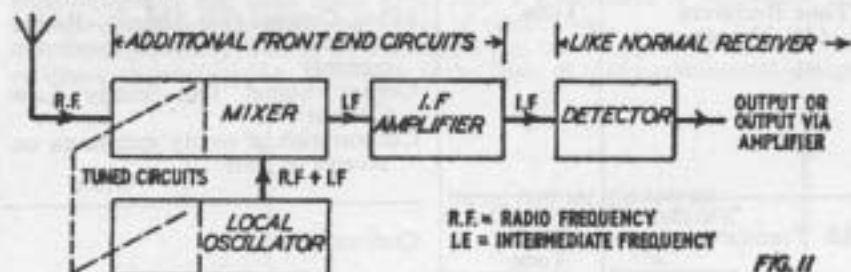 ADDITIONAL FRONT END CIRCUITS
LIKE NORMAL RECEIVER
R.F.
MIXER
I.F
I.F
AMPLIFIER
I.F
DETECTOR
OUTPUT OR
OUTPUT VIA
AMPLIFIER
TUNED CIRCUITS
R.F + I.F
LOCAL
OSCILLATOR
R.F. = RADIO FREQUENCY
I.F = INTERMEDIATE FREQUENCY
FIG. 11